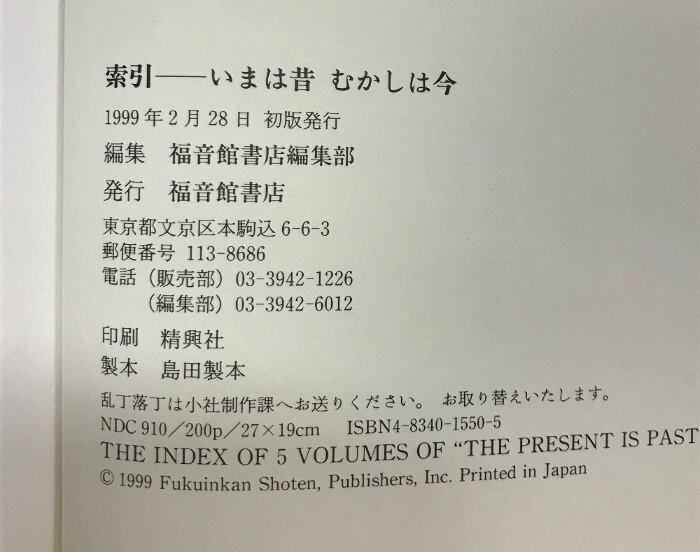 索引──いまは昔 むかしは今
1999年2月28日 初版発行
編集 福音館書店編集部
発行 福音館書店
東京都文京区本駒込6-6-3
郵便番号 113-8686
電話（販売部）03-3942-1226
（編集部）03-3942-6012
印刷 精興社
製本 島田製本
乱丁落丁は小社制作課へお送りください。 お取り替えいたします。
NDC 910／200p／27×19cm ISBN4-8340-1550-5
THE INDEX OF 5 VOLUMES OF “THE PRESENT IS PAST
© 1999 Fukuinkan Shoten, Publishers, Inc. Printed in Japan